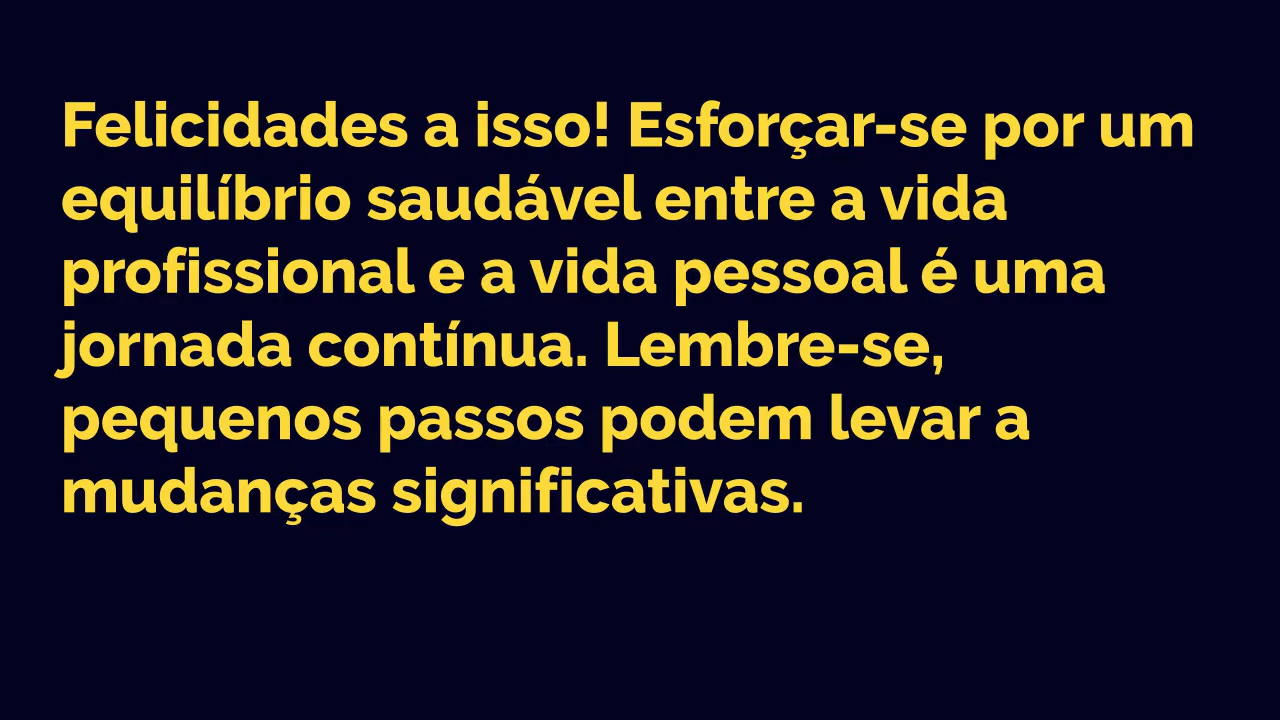 Felicidades a isso! Esforçar-se por um
equilíbrio saudável entre a vida
profissional e a vida pessoal é uma
jornada contínua. Lembre-se,
pequenos passos podem levar a
mudanças significativas.